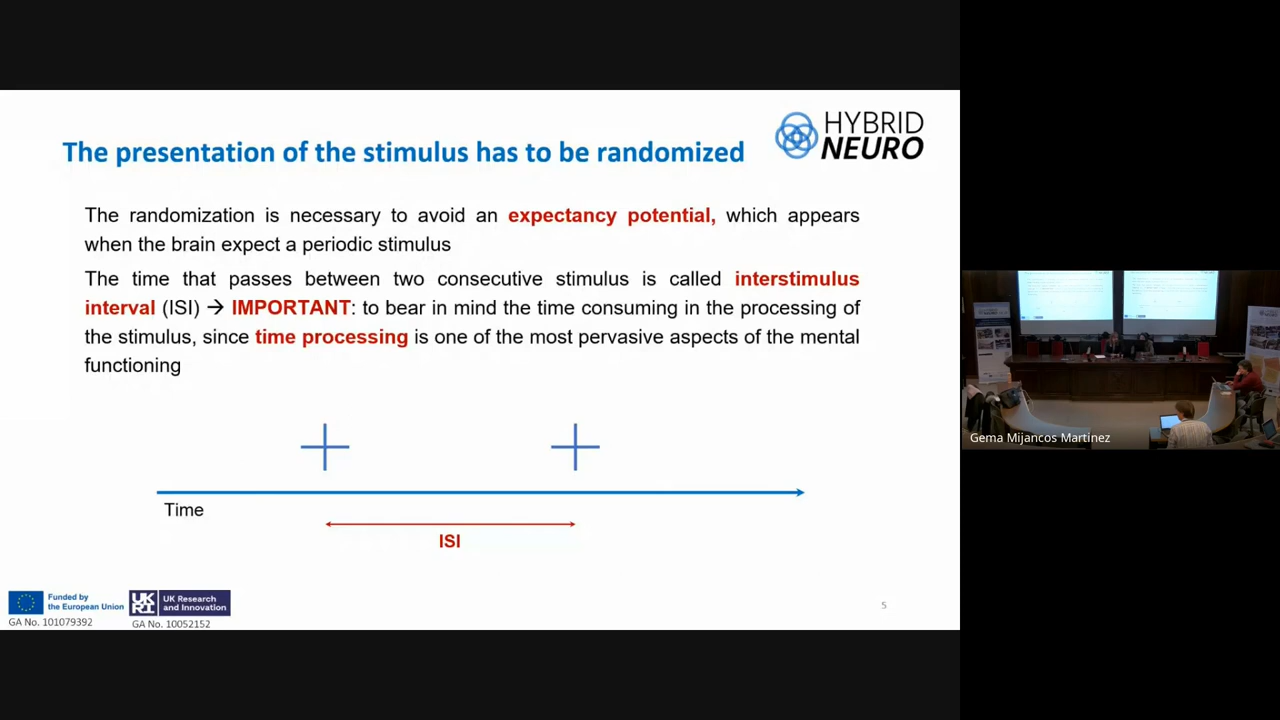 The presentation of the stimulus has to be randomized
HYBRID
NEURO
The randomization is necessary to avoid an expectancy potential, which appears
when the brain expect a periodic stimulus
The time that passes between two consecutive stimulus is called interstimulus
interval (ISI) → IMPORTANT: to bear in mind the time consuming in the processing of
the stimulus, since time processing is one of the most pervasive aspects of the mental
functioning
Time
ISI
Funded by
the European Union
GA No. 101079392
UK
RI
UK Research
and Innovation
GA No. 10052152
5
Gema Mijancos Martinez